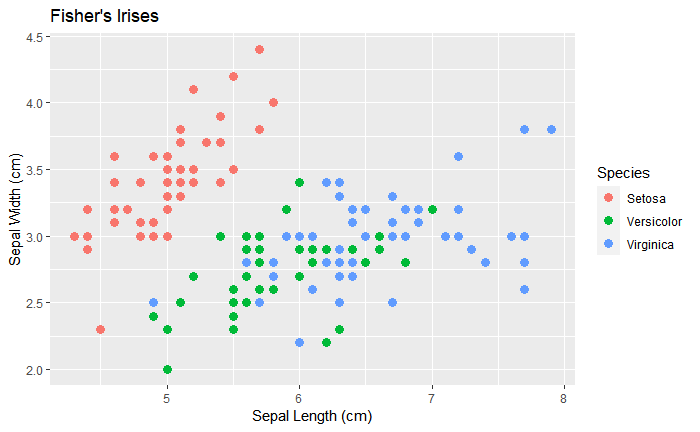 Fisher's Irises
4.5
4.0
3.5
3.0
2.5
2.0
Sepal Width (cm)
5
6
7
8
Sepal Length (cm)
Species
Setosa
Versicolor
Virginica